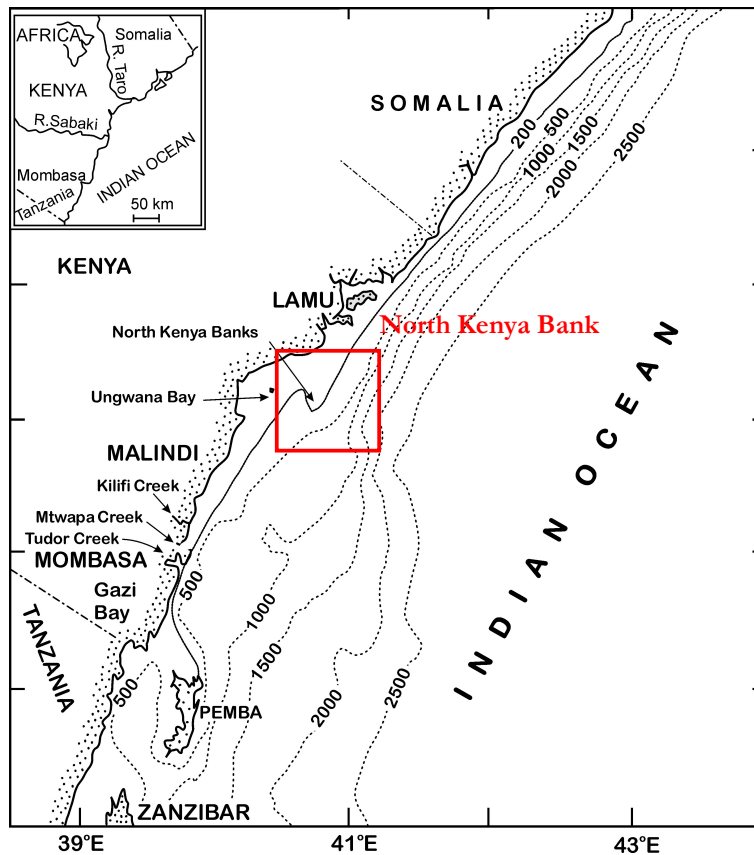 AFRICA
Somalia
R. Taro
KENYA
R.Sabaki
Mombasa
Tanzania
INDIAN OCEAN
50 km
SOMALIA
200
500
1000
1500
2000
2500
KENYA
LAMU
North Kenya Bank
North Kenya Banks
Ungwana Bay
MALINDI
Kilifi Creek
Mtwapa Creek
Tudor Creek
MOMBASA
Gazi
Bay
TANZANIA
INDIAN OCEAN
500
1000
1500
2000
2500
500
PEMBA
ZANZIBAR
39°E
41°E
43°E